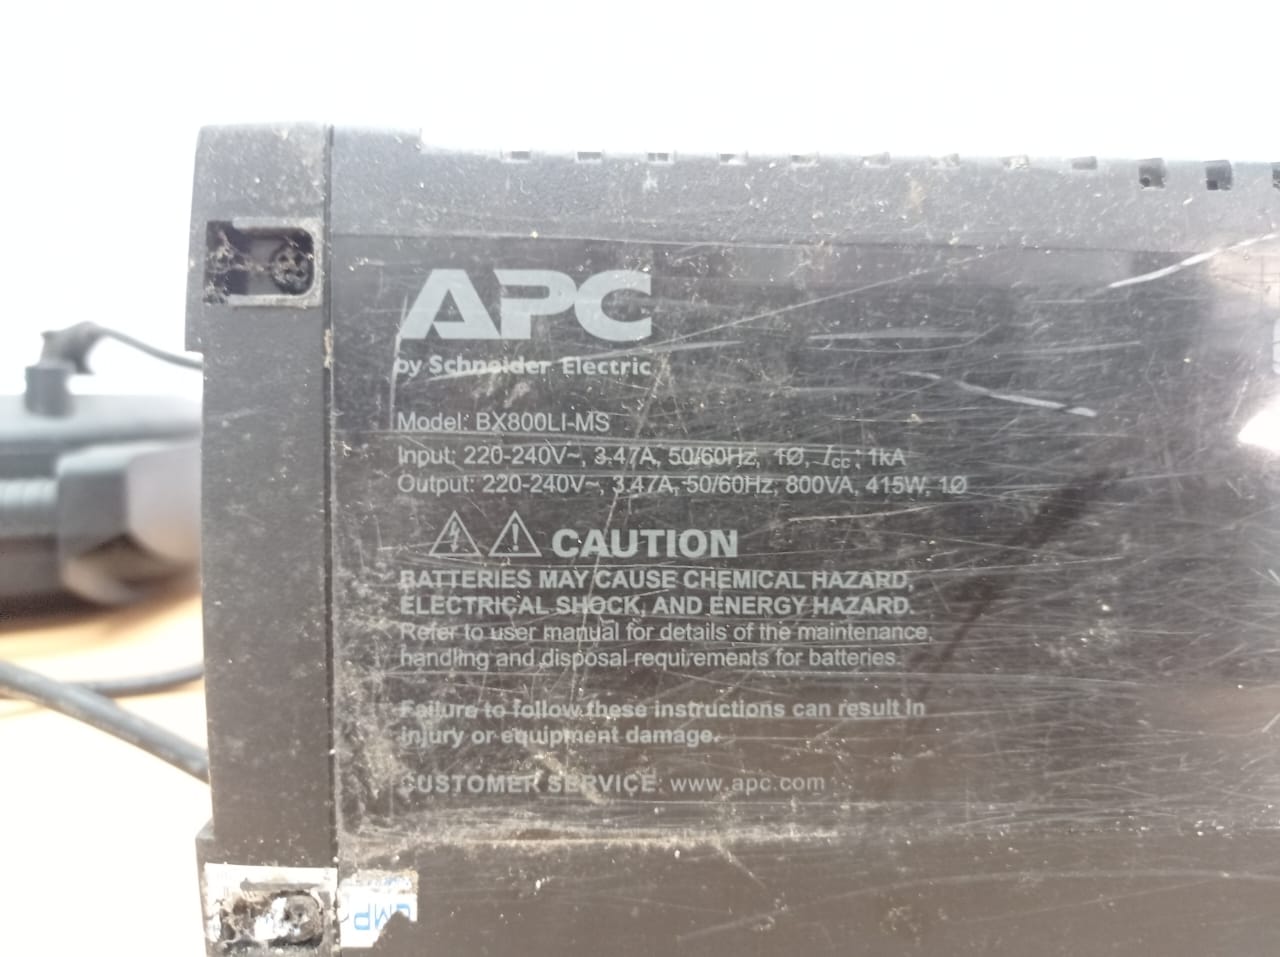 APC
by Schneider Electric
Model: BX800LI-MS
Input: 220-240V~, 3.47A, 50/60Hz, 1Ø, Icc : 1kA
Output: 220-240V~, 3.47A, 50/60Hz, 800VA, 415W, 1Ø
CAUTION
BATTERIES MAY CAUSE CHEMICAL HAZARD,
ELECTRICAL SHOCK, AND ENERGY HAZARD.
Refer to user manual for details of the maintenance,
handling and disposal requirements for batteries.
Failure to follow these instructions can result in
injury or equipment damage.
CUSTOMER SERVICE: www.apc.com